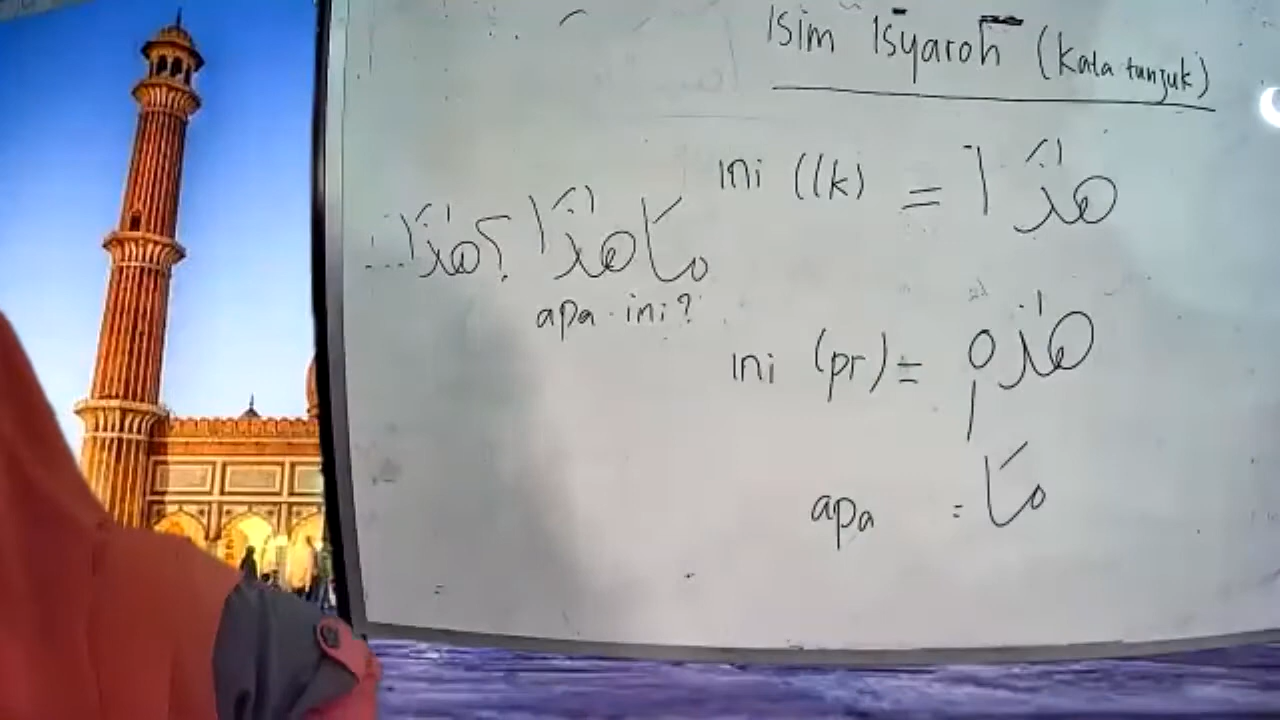 Isim Isyaroh (kata tunjuk)
ini (lk) = هٰذَا
مَا هٰذَا ؟ هٰذَا...
apa ini?
ini (pr) = هٰذِهِ
apa = مَا